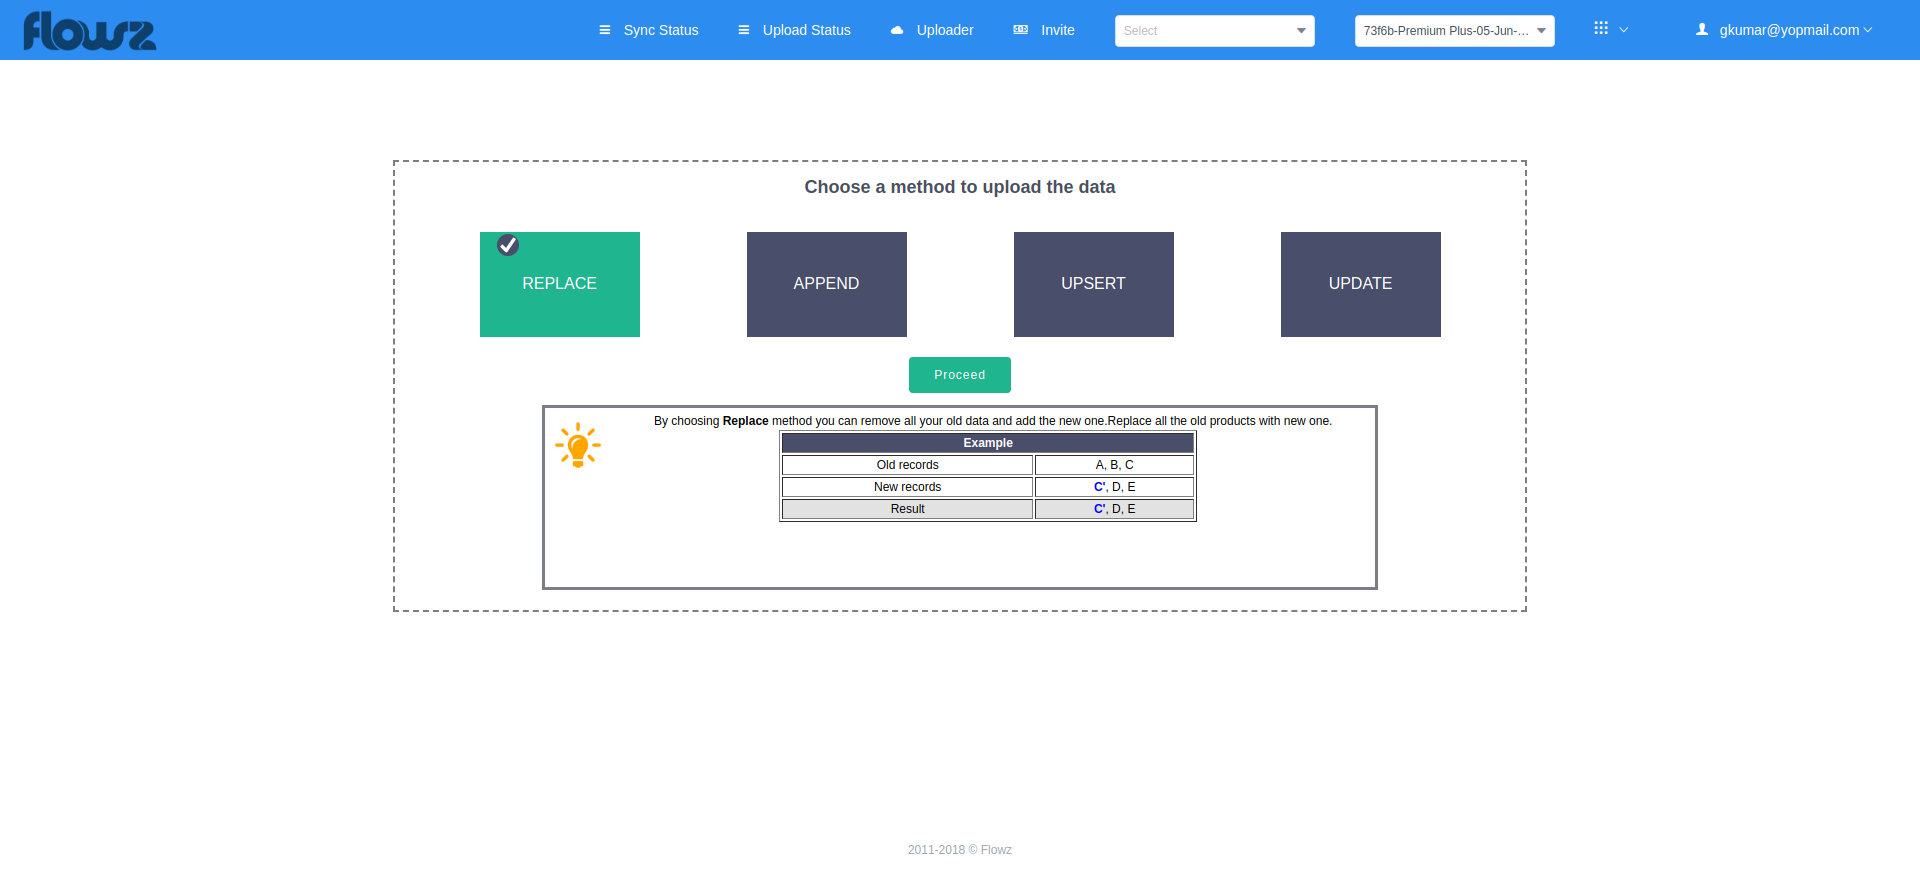 flowz
Sync Status
Upload Status
Uploader
Invite
Select
73f6b-Premium Plus-05-Jun-...
gkumar@yopmail.com
Choose a method to upload the data
REPLACE
APPEND
UPSERT
UPDATE
Proceed
By choosing Replace method you can remove all your old data and add the new one.Replace all the old products with new one.
Example
Old records A, B, C
New records C', D, E
Result C', D, E
2011-2018 © Flowz